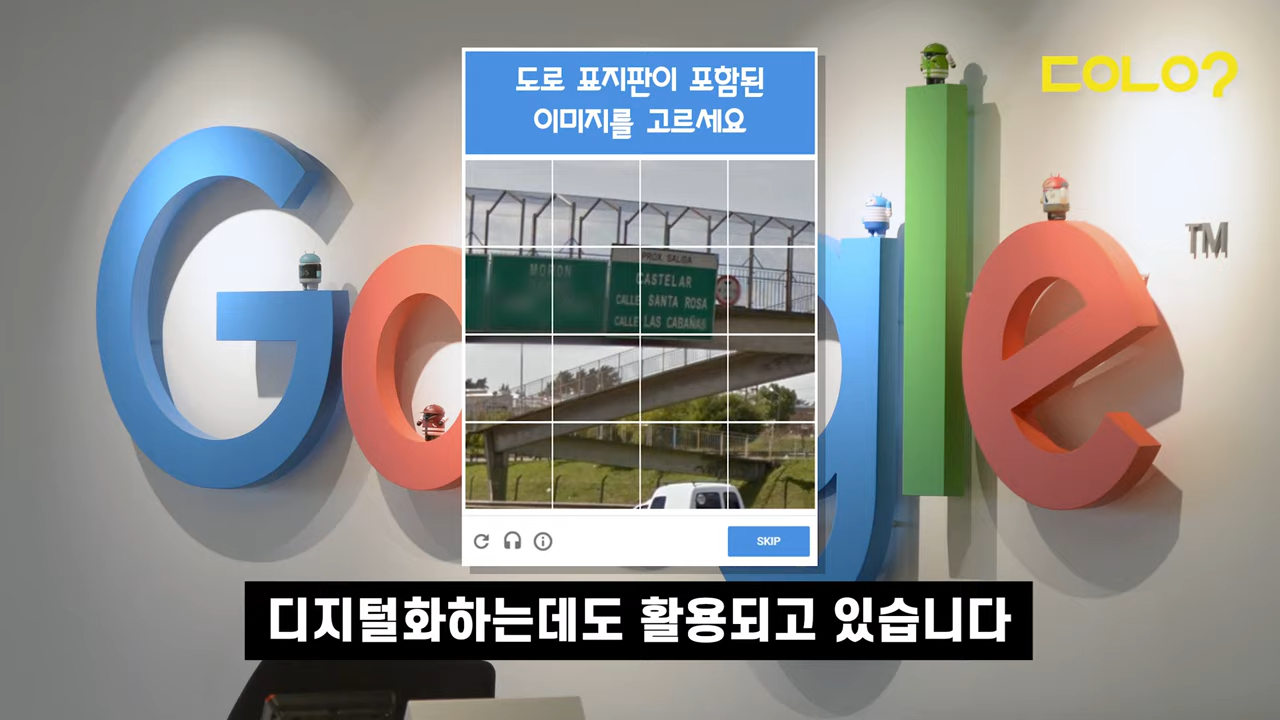 도로 표지판이 포함된
이미지를 고르세요
ㄷOLO?
Google
TM
MORON
PROX. SALIDA
CASTELAR
CALLE SANTA ROSA
CALLE LAS CABAÑAS
SKIP
디지털화하는데도 활용되고 있습니다